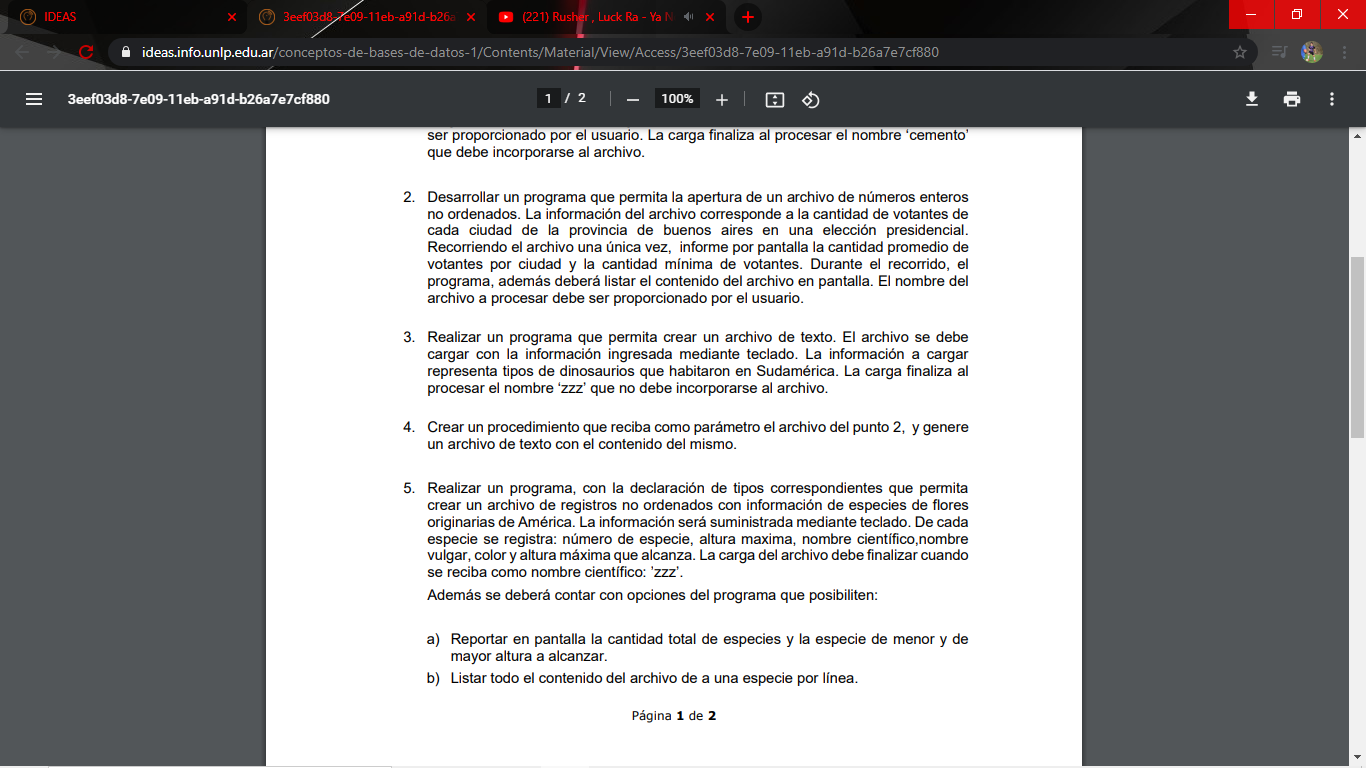 IDEAS
3eef03d8-7e09-11eb-a91d-b26a
(221) Rusher , Luck Ra - Ya N
ideas.info.unlp.edu.ar/conceptos-de-bases-de-datos-1/Contents/Material/View/Access/3eef03d8-7e09-11eb-a91d-b26a7e7cf880
3eef03d8-7e09-11eb-a91d-b26a7e7cf880
1 / 2
100%
ser proporcionado por el usuario. La carga finaliza al procesar el nombre ‘cemento’
que debe incorporarse al archivo.
2. Desarrollar un programa que permita la apertura de un archivo de números enteros
no ordenados. La información del archivo corresponde a la cantidad de votantes de
cada ciudad de la provincia de buenos aires en una elección presidencial.
Recorriendo el archivo una única vez, informe por pantalla la cantidad promedio de
votantes por ciudad y la cantidad mínima de votantes. Durante el recorrido, el
programa, además deberá listar el contenido del archivo en pantalla. El nombre del
archivo a procesar debe ser proporcionado por el usuario.
3. Realizar un programa que permita crear un archivo de texto. El archivo se debe
cargar con la información ingresada mediante teclado. La información a cargar
representa tipos de dinosaurios que habitaron en Sudamérica. La carga finaliza al
procesar el nombre ‘zzz’ que no debe incorporarse al archivo.
4. Crear un procedimiento que reciba como parámetro el archivo del punto 2, y genere
un archivo de texto con el contenido del mismo.
5. Realizar un programa, con la declaración de tipos correspondientes que permita
crear un archivo de registros no ordenados con información de especies de flores
originarias de América. La información será suministrada mediante teclado. De cada
especie se registra: número de especie, altura maxima, nombre científico,nombre
vulgar, color y altura máxima que alcanza. La carga del archivo debe finalizar cuando
se reciba como nombre científico: ’zzz’.
Además se deberá contar con opciones del programa que posibiliten:
a) Reportar en pantalla la cantidad total de especies y la especie de menor y de
mayor altura a alcanzar.
b) Listar todo el contenido del archivo de a una especie por línea.
Página 1 de 2